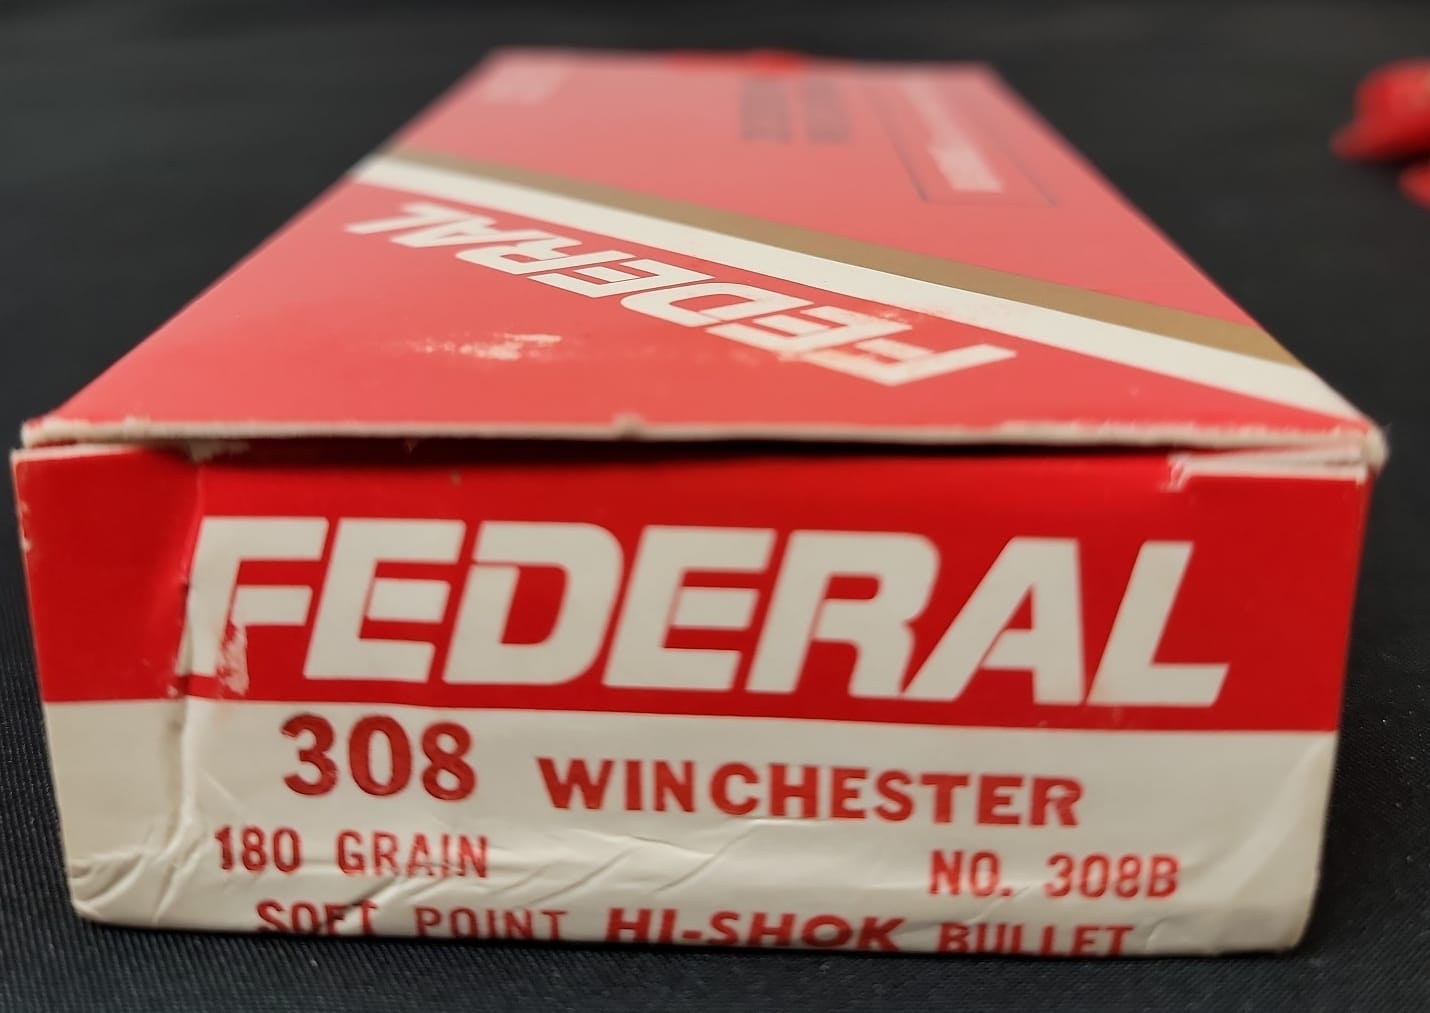 FEDERAL
FEDERAL
308 WINCHESTER
180 GRAIN NO. 308B
SOFT POINT HI-SHOK BULLET